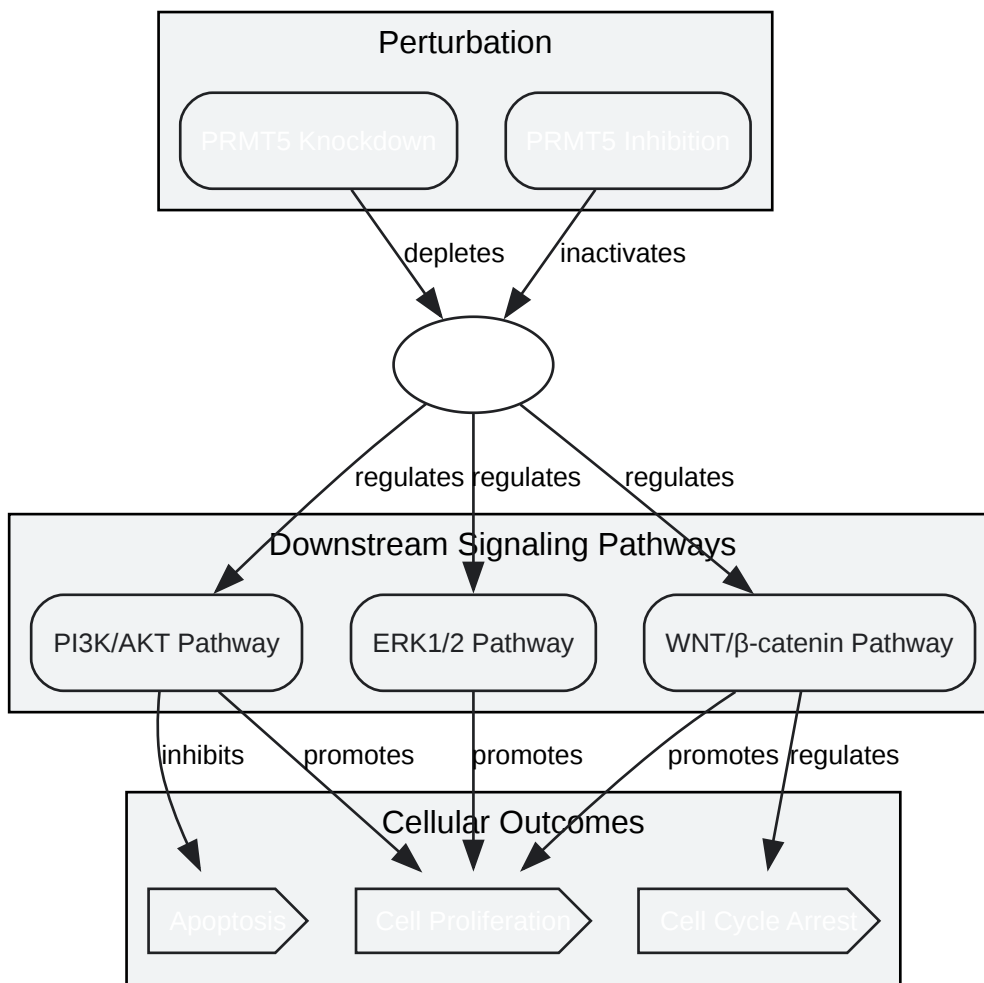 Perturbation
PRMT5 Knockdown
PRMT5 Inhibition
depletes
inactivates
regulates
regulates
regulates
Downstream Signaling Pathways
PI3K/AKT Pathway
ERK1/2 Pathway
WNT/β-catenin Pathway
inhibits
promotes
promotes
promotes
regulates
Cellular Outcomes
Apoptosis
Cell Proliferation
Cell Cycle Arrest